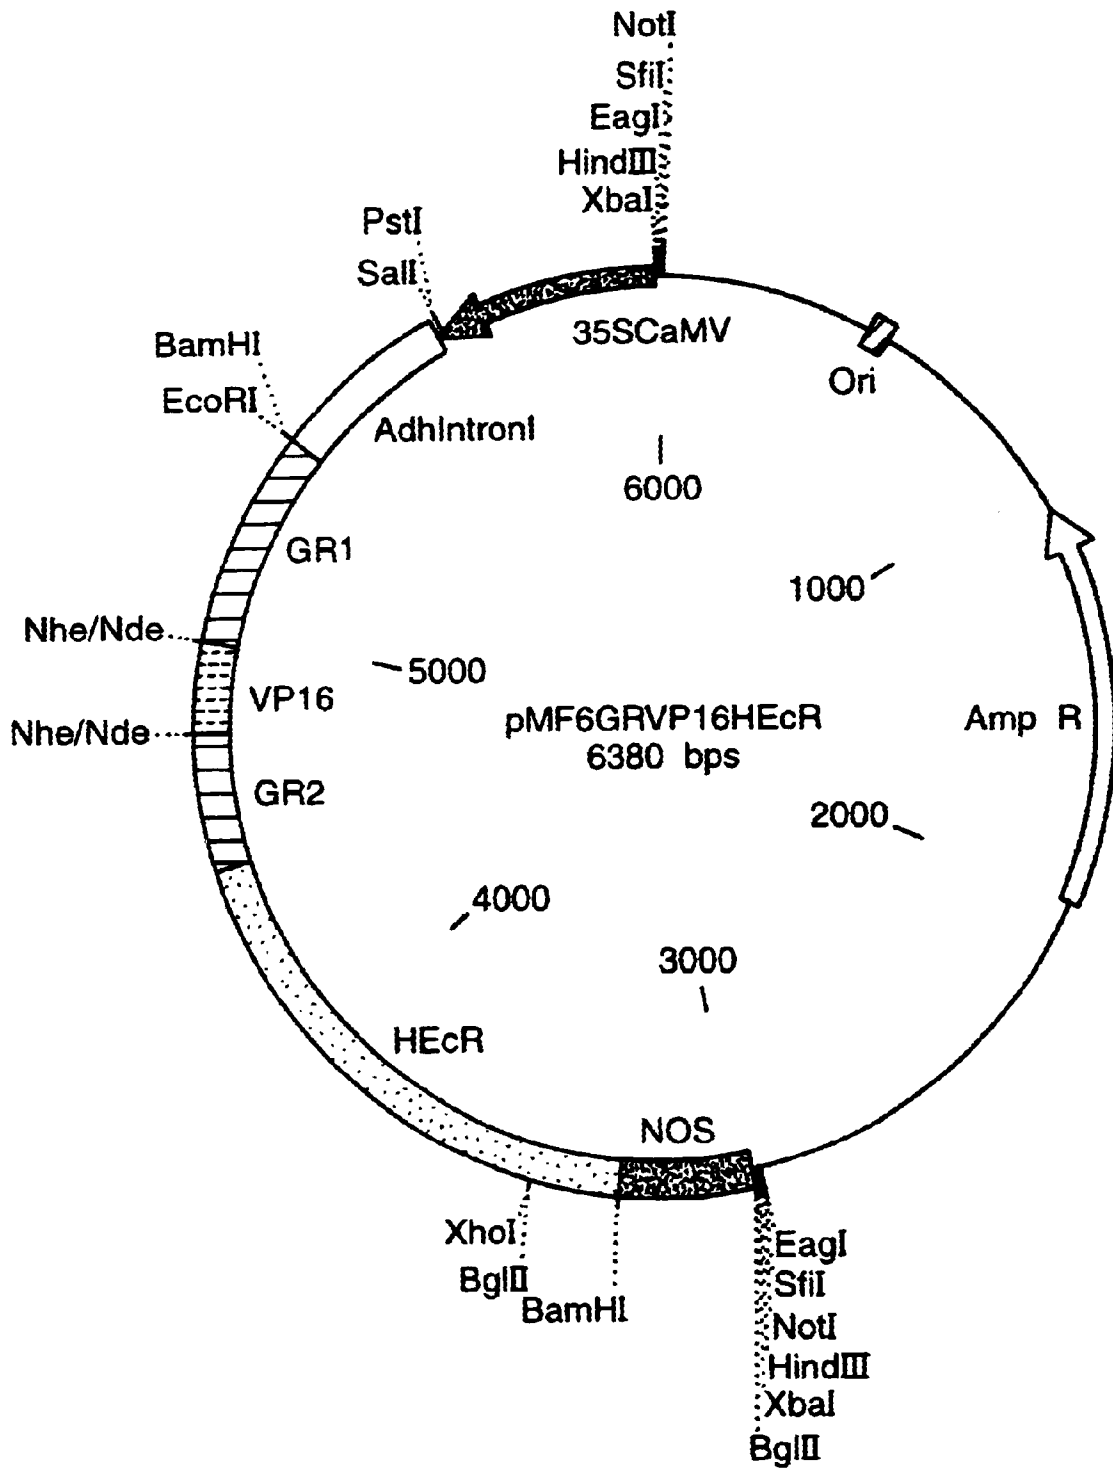 NotI
SfiI
EagI
HindIII
XbaI
PstI
SalI
35SCaMV
BamHI
EcoRI
Ori
AdhIntronI
6000
GR1
1000
Nhe/Nde
5000
VP16
pMF6GRVP16HEcR
6380 bps
Amp R
Nhe/Nde
GR2
2000
4000
3000
HEcR
NOS
XhoI
BglII
BamHI
EagI
SfiI
NotI
HindIII
XbaI
BglII